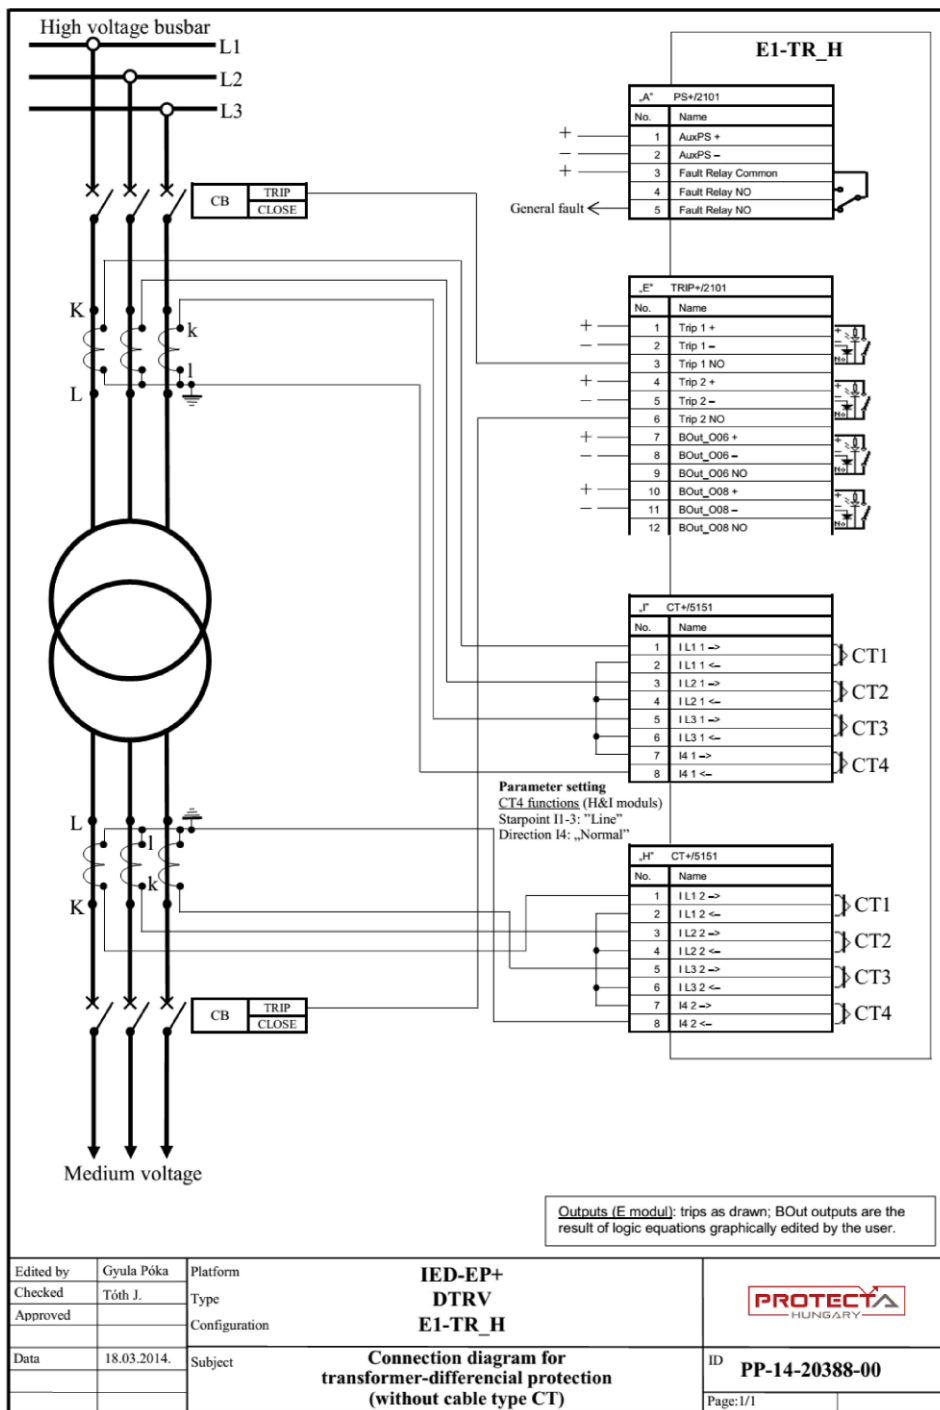 High voltage busbar
L1
L2
L3
CB
TRIP
CLOSE
K
k
l
L
L
l
k
K
CB
TRIP
CLOSE
Medium voltage
E1-TR_H
„A" PS+/2101
No. Name
+ 1 AuxPS +
– 2 AuxPS –
+ 3 Fault Relay Common
4 Fault Relay NO
General fault 5 Fault Relay NO
„E" TRIP+/2101
No. Name
+ 1 Trip 1 +
– 2 Trip 1 –
3 Trip 1 NO
+ 4 Trip 2 +
– 5 Trip 2 –
6 Trip 2 NO
+ 7 BOut_O06 +
– 8 BOut_O06 –
9 BOut_O06 NO
+ 10 BOut_O08 +
– 11 BOut_O08 –
12 BOut_O08 NO
„I" CT+/5151
No. Name
1 I L1 1 –>
2 I L1 1 <–
3 I L2 1 –>
4 I L2 1 <–
5 I L3 1 –>
6 I L3 1 <–
7 I4 1 –>
8 I4 1 <–
CT1
CT2
CT3
CT4
Parameter setting
CT4 functions (H&I moduls)
Starpoint I1-3: "Line"
Direction I4: „Normal"
„H" CT+/5151
No. Name
1 I L1 2 –>
2 I L1 2 <–
3 I L2 2 –>
4 I L2 2 <–
5 I L3 2 –>
6 I L3 2 <–
7 I4 2 –>
8 I4 2 <–
CT1
CT2
CT3
CT4
Outputs (E modul): trips as drawn; BOut outputs are the
result of logic equations graphically edited by the user.
Edited by Gyula Póka
Checked Tóth J.
Approved
Data 18.03.2014.
Platform IED-EP+
Type DTRV
Configuration E1-TR_H
Subject Connection diagram for
transformer-differencial protection
(without cable type CT)
PROTECTA
HUNGARY
ID PP-14-20388-00
Page:1/1